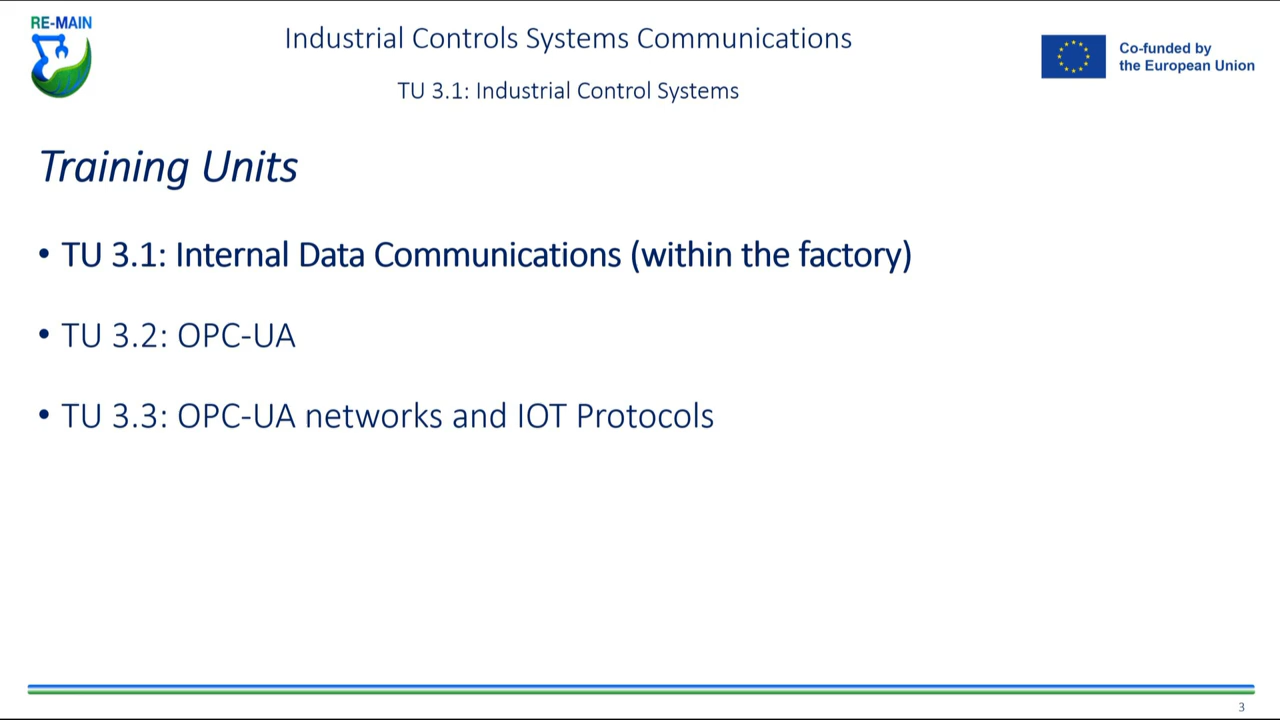 RE-MAIN
Industrial Controls Systems Communications
TU 3.1: Industrial Control Systems
Co-funded by
the European Union
Training Units
• TU 3.1: Internal Data Communications (within the factory)
• TU 3.2: OPC-UA
• TU 3.3: OPC-UA networks and IOT Protocols
3